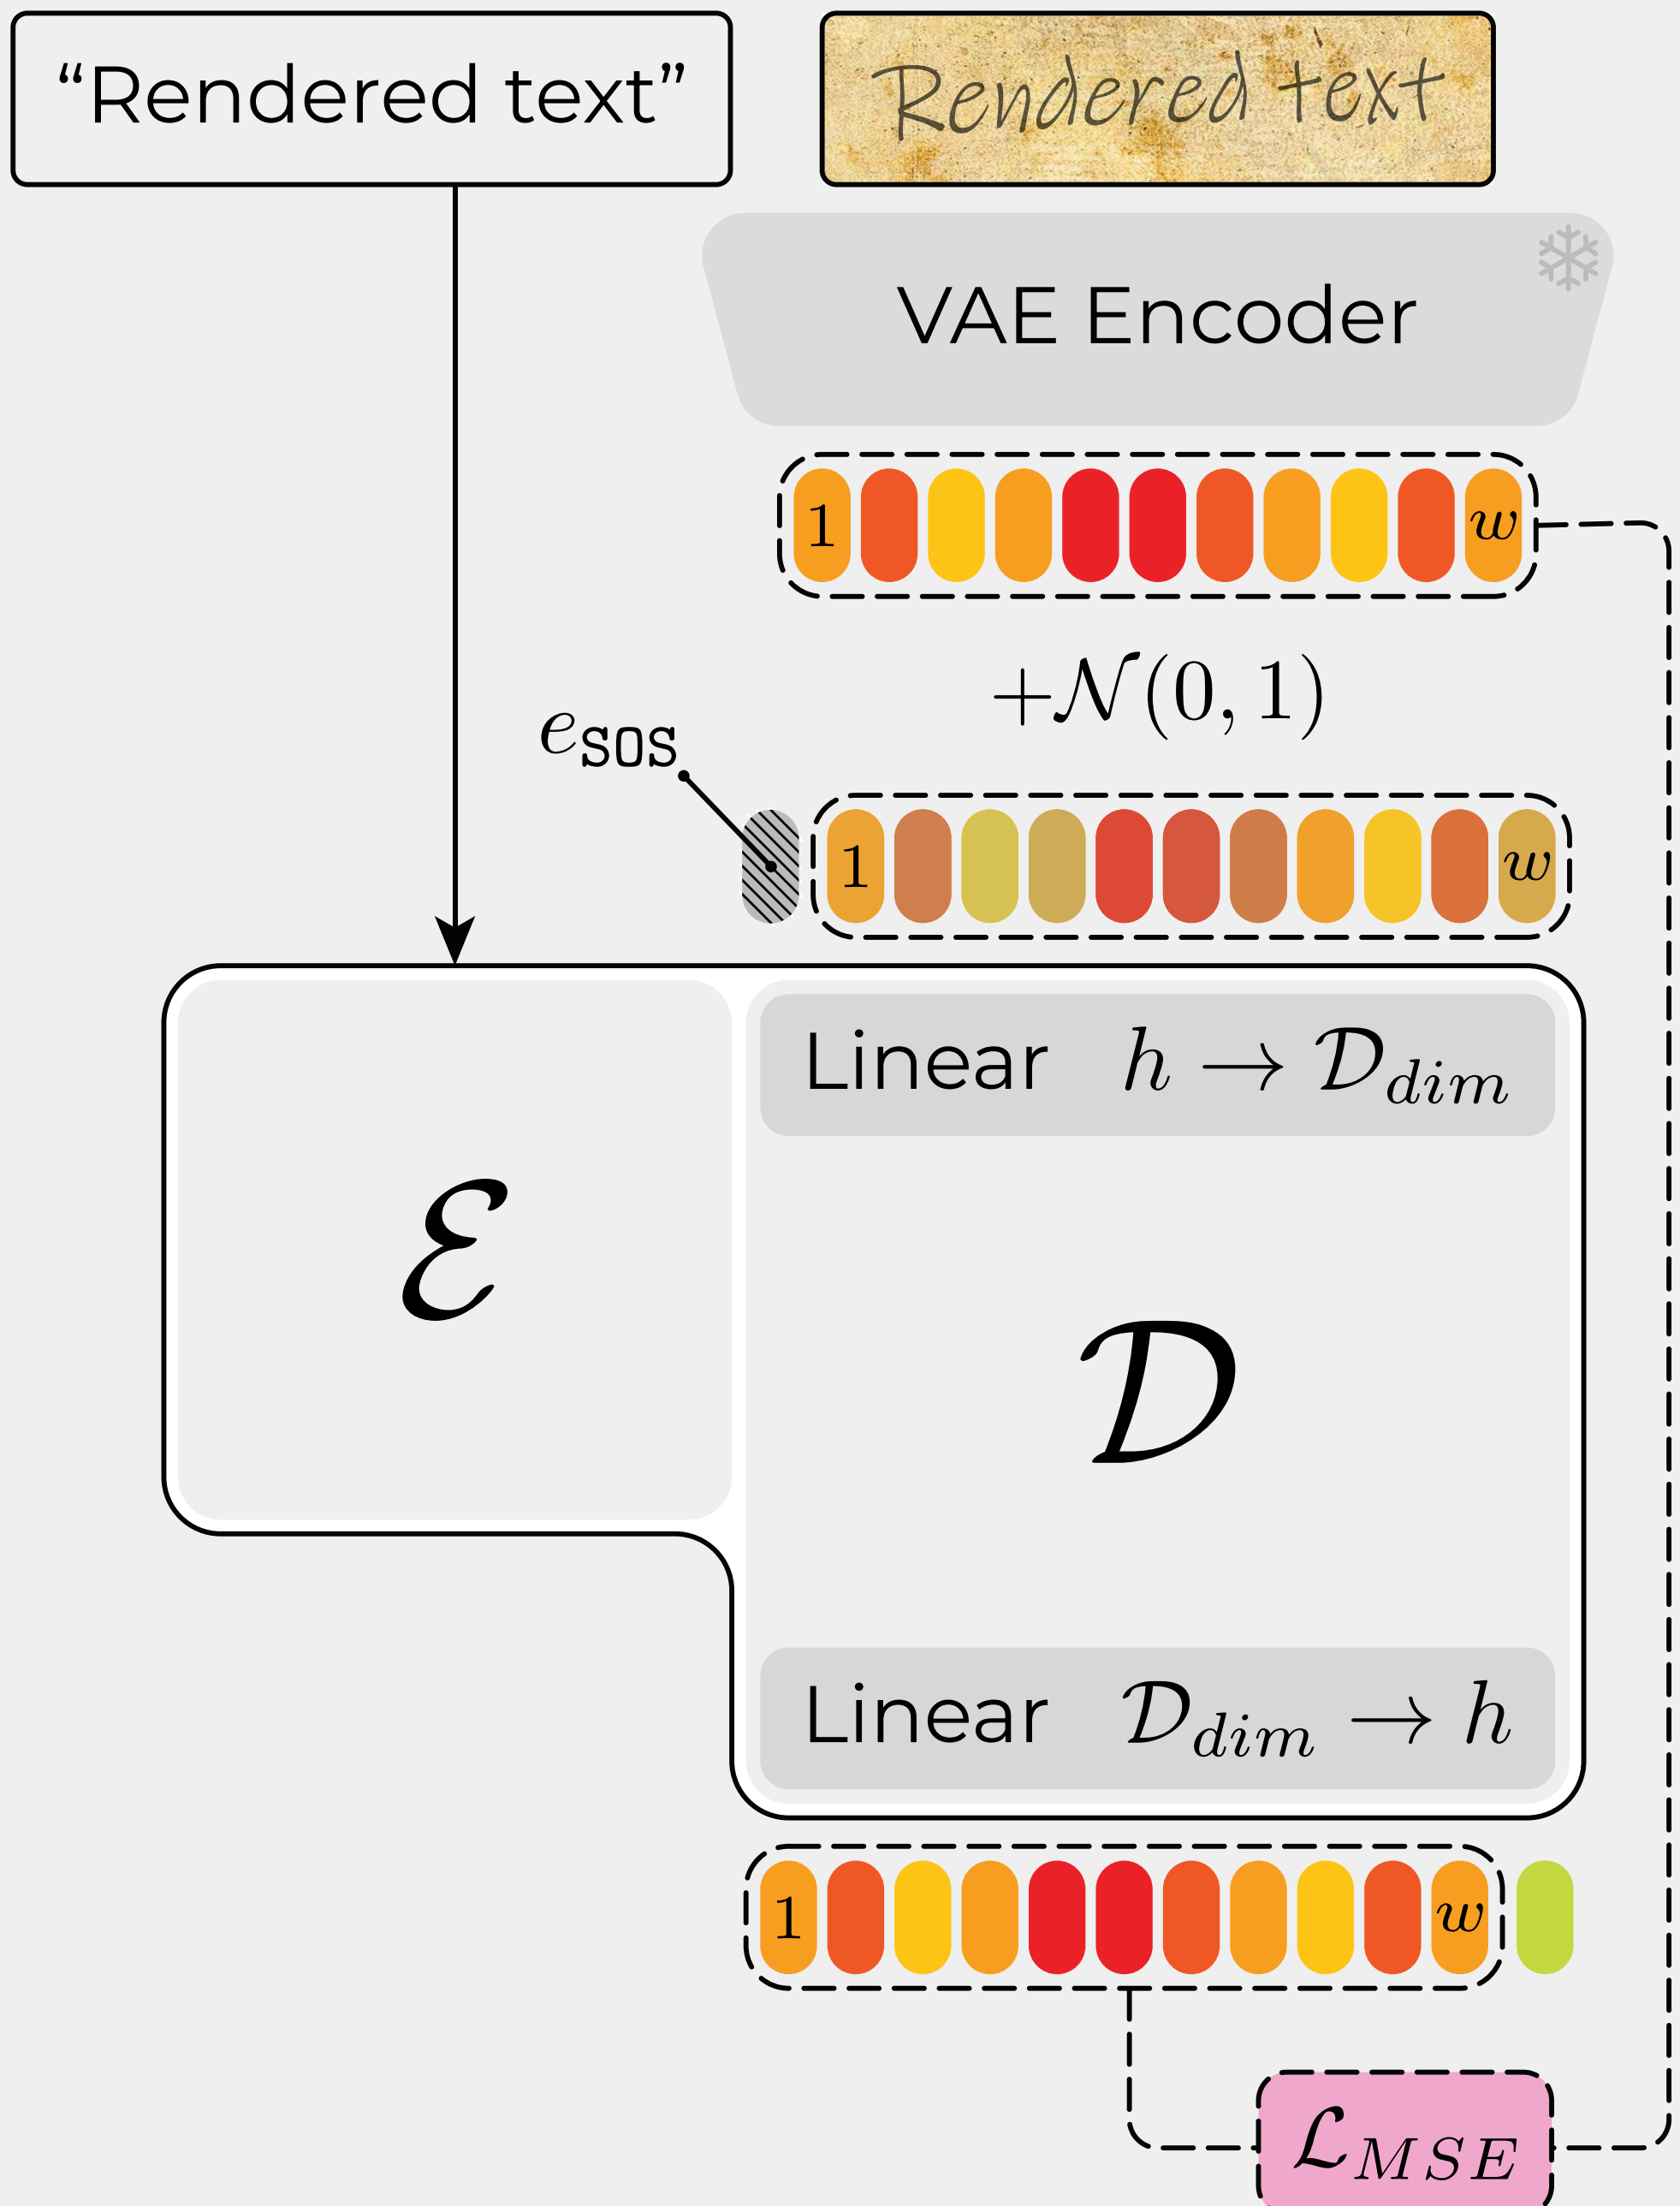 “Rendered text”
Rendered text
VAE Encoder
1 w
+𝒩(0, 1)
e_sos
1 w
Linear h → 𝒟_dim
ℰ
𝒟
Linear 𝒟_dim → h
1 w
ℒ_MSE